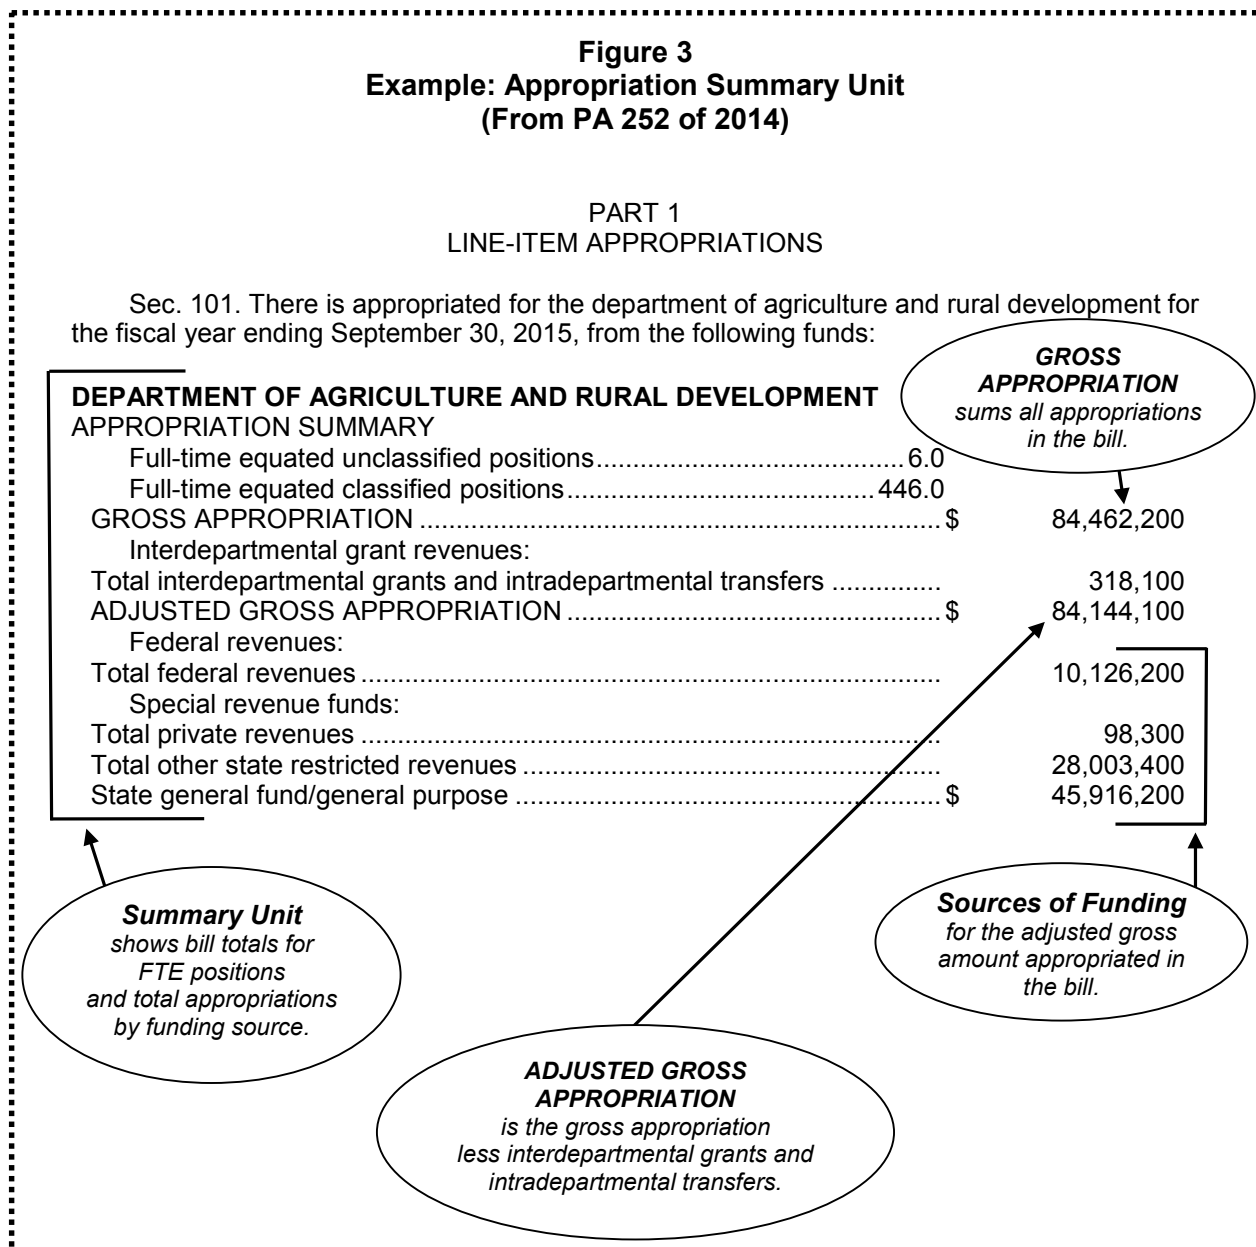 Figure 3
Example: Appropriation Summary Unit
(From PA 252 of 2014)
PART 1
LINE-ITEM APPROPRIATIONS
Sec. 101. There is appropriated for the department of agriculture and rural development for
the fiscal year ending September 30, 2015, from the following funds:
GROSS
APPROPRIATION
sums all appropriations
in the bill.
DEPARTMENT OF AGRICULTURE AND RURAL DEVELOPMENT
APPROPRIATION SUMMARY
Full-time equated unclassified positions 6.0
Full-time equated classified positions 446.0
GROSS APPROPRIATION $ 84,462,200
Interdepartmental grant revenues:
Total interdepartmental grants and intradepartmental transfers 318,100
ADJUSTED GROSS APPROPRIATION $ 84,144,100
Federal revenues:
Total federal revenues 10,126,200
Special revenue funds:
Total private revenues 98,300
Total other state restricted revenues 28,003,400
State general fund/general purpose $ 45,916,200
Summary Unit
shows bill totals for
FTE positions
and total appropriations
by funding source.
Sources of Funding
for the adjusted gross
amount appropriated in
the bill.
ADJUSTED GROSS
APPROPRIATION
is the gross appropriation
less interdepartmental grants and
intradepartmental transfers.